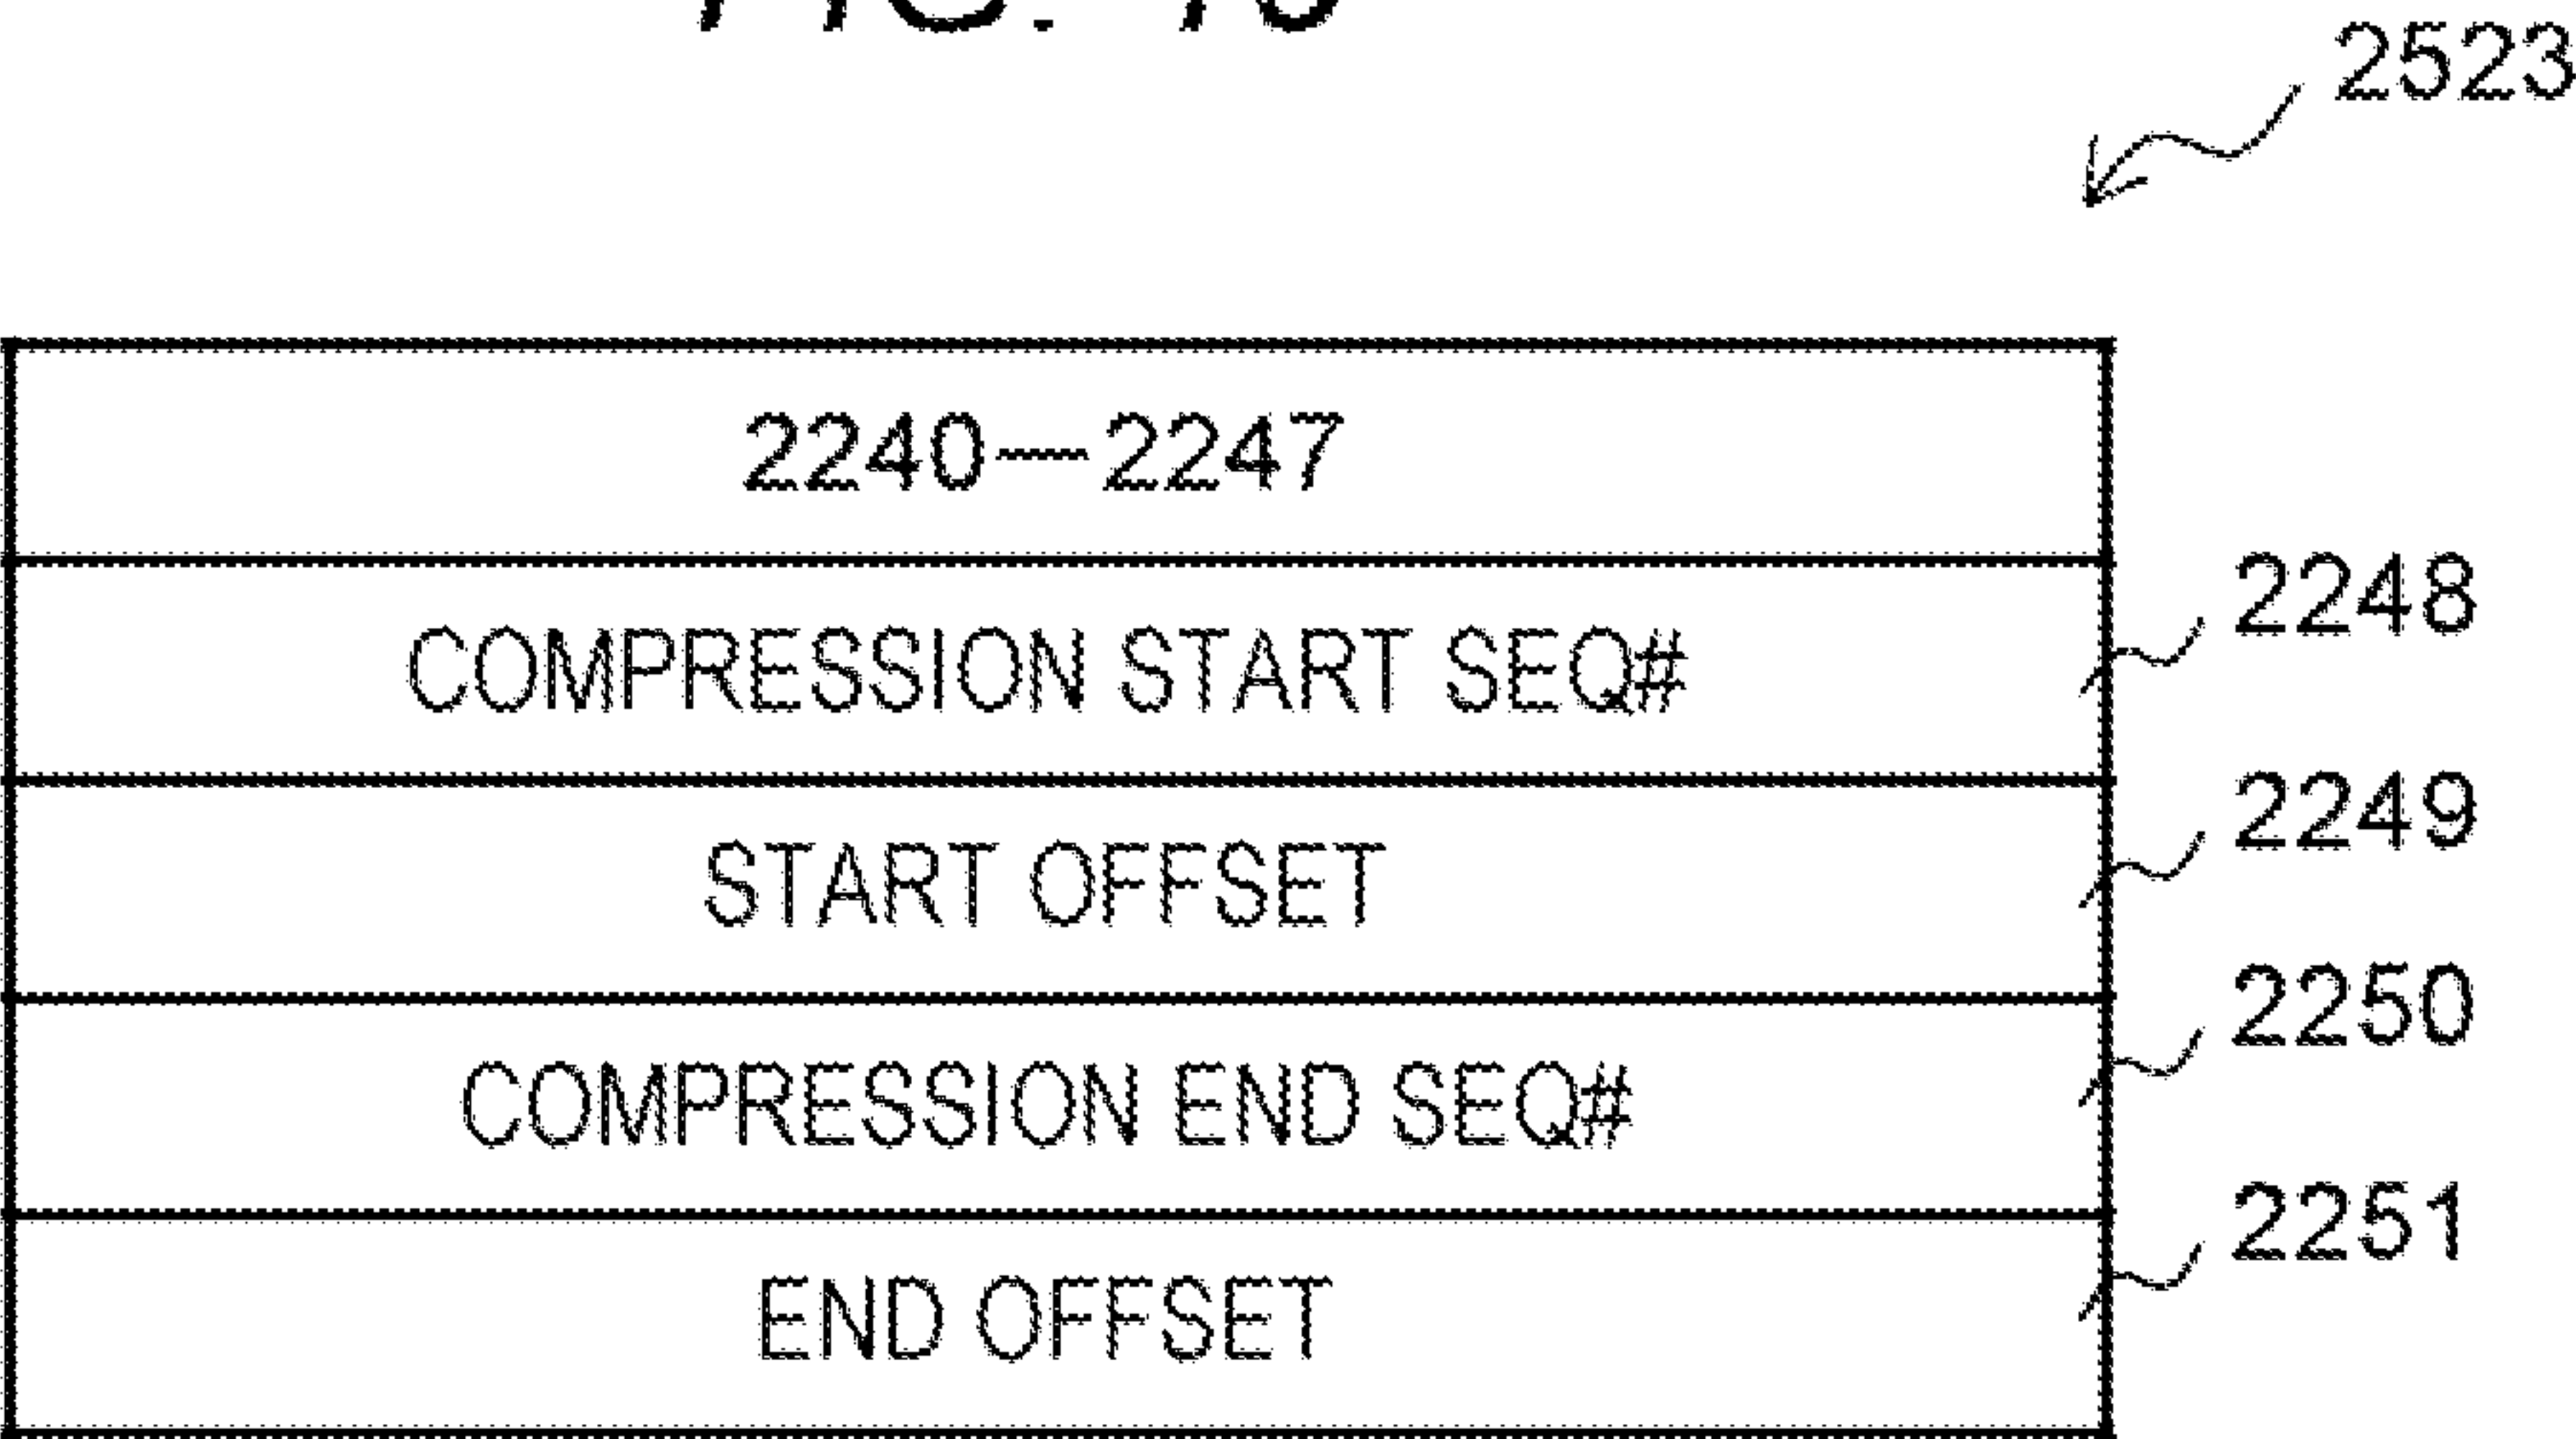 2523
2240—2247
COMPRESSION START SEQ#
2248
START OFFSET
2249
COMPRESSION END SEQ#
2250
END OFFSET
2251